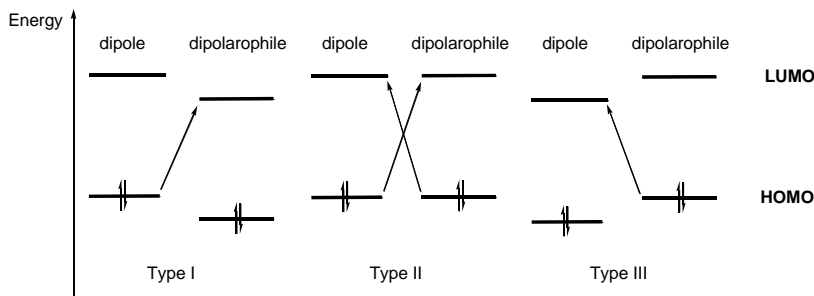 Energy
dipole dipolarophile dipole dipolarophile dipole dipolarophile
LUMO
HOMO
Type I Type II Type III